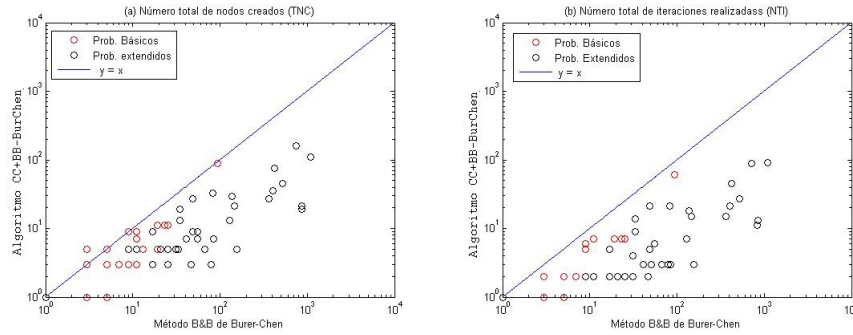 (a) Número total de nodos creados (TNC)
10^4
10^3
10^2
10^1
10^0
Algoritmo CC+BB-BurChen
Prob. Básicos
Prob. extendidos
y = x
10^0 10^1 10^2 10^3 10^4
Método B&B de Burer-Chen
(b) Número total de iteraciones realizadass (NTI)
10^4
10^3
10^2
10^1
10^0
Algoritmo CC+BB-BurChen
Prob. Básicos
Prob. Extendidos
y = x
10^0 10^1 10^2 10^3 10^4
Método B&B de Burer-Chen